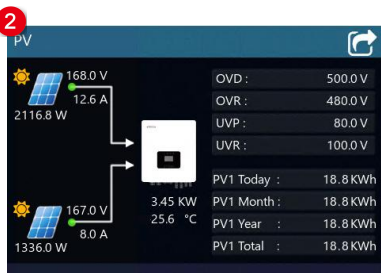 2
PV
168.0 V
12.6 A
2116.8 W
167.0 V
8.0 A
1336.0 W
3.45 KW
25.6 °C
OVD : 500.0 V
OVR : 480.0 V
UVP : 80.0 V
UVR : 100.0 V
PV1 Today : 18.8 KWh
PV1 Month : 18.8 KWh
PV1 Year : 18.8 KWh
PV1 Total : 18.8 KWh